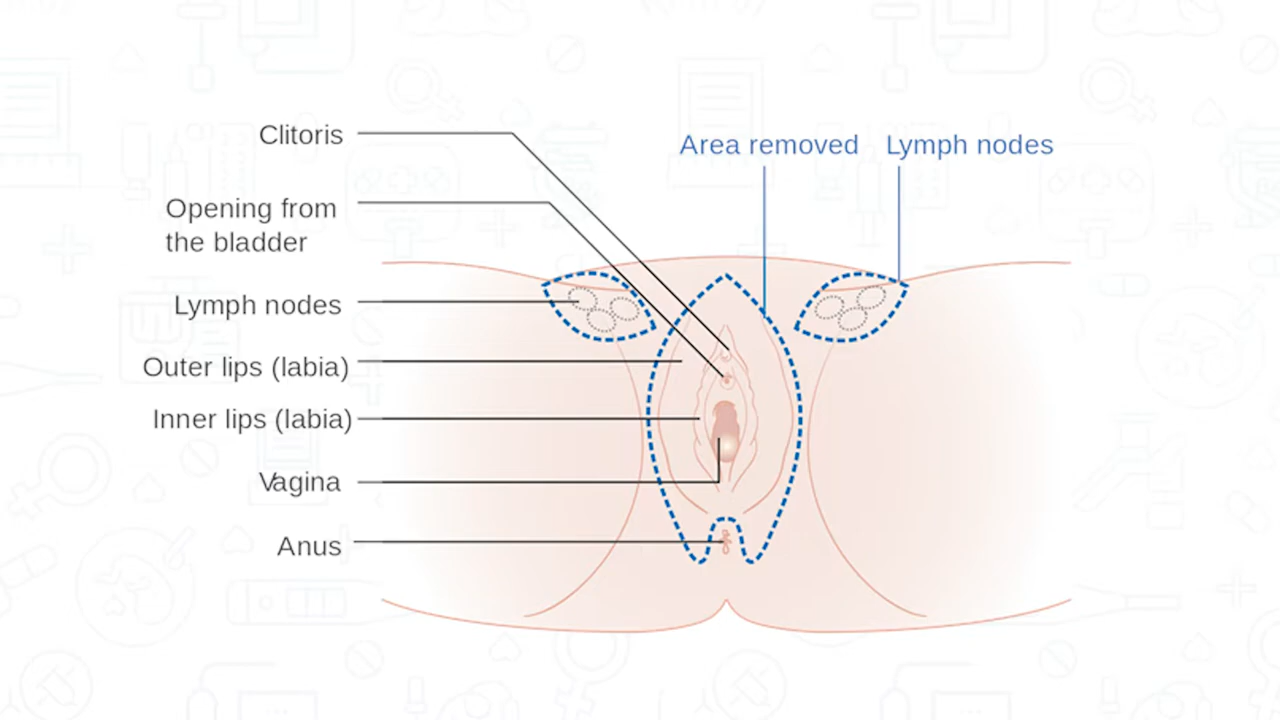 Clitoris
Area removed
Lymph nodes
Opening from
the bladder
Lymph nodes
Outer lips (labia)
Inner lips (labia)
Vagina
Anus